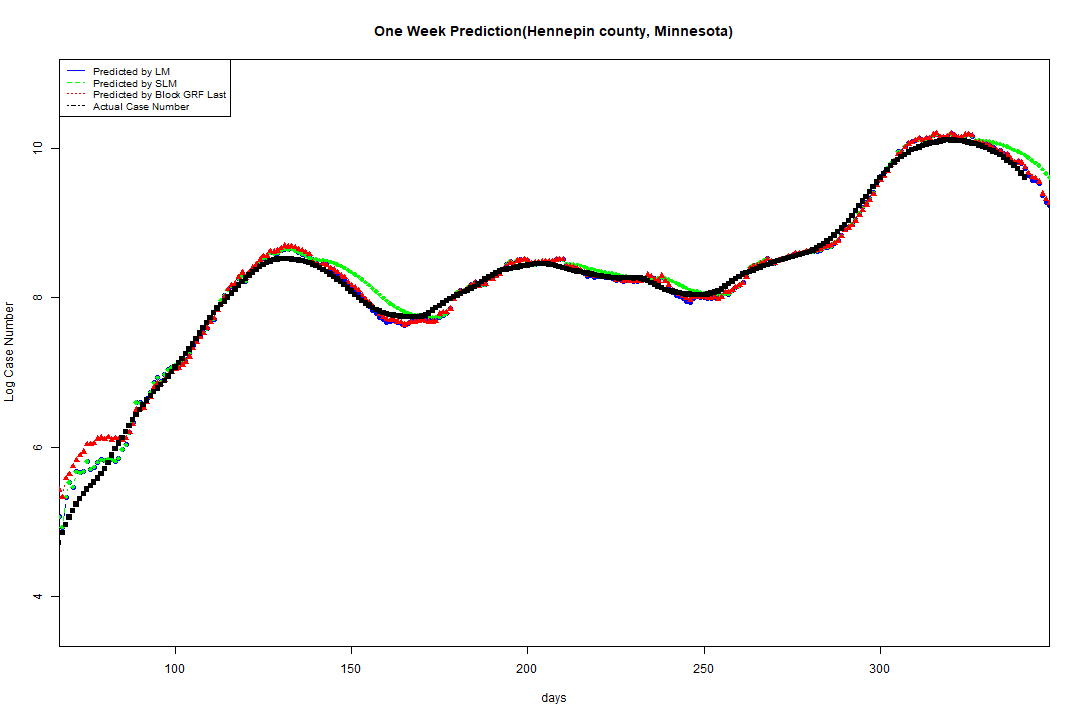 One Week Prediction(Hennepin county, Minnesota)
Predicted by LM
Predicted by SLM
Predicted by Block GRF Last
Actual Case Number
10
8
6
4
Log Case Number
100 150 200 250 300
days